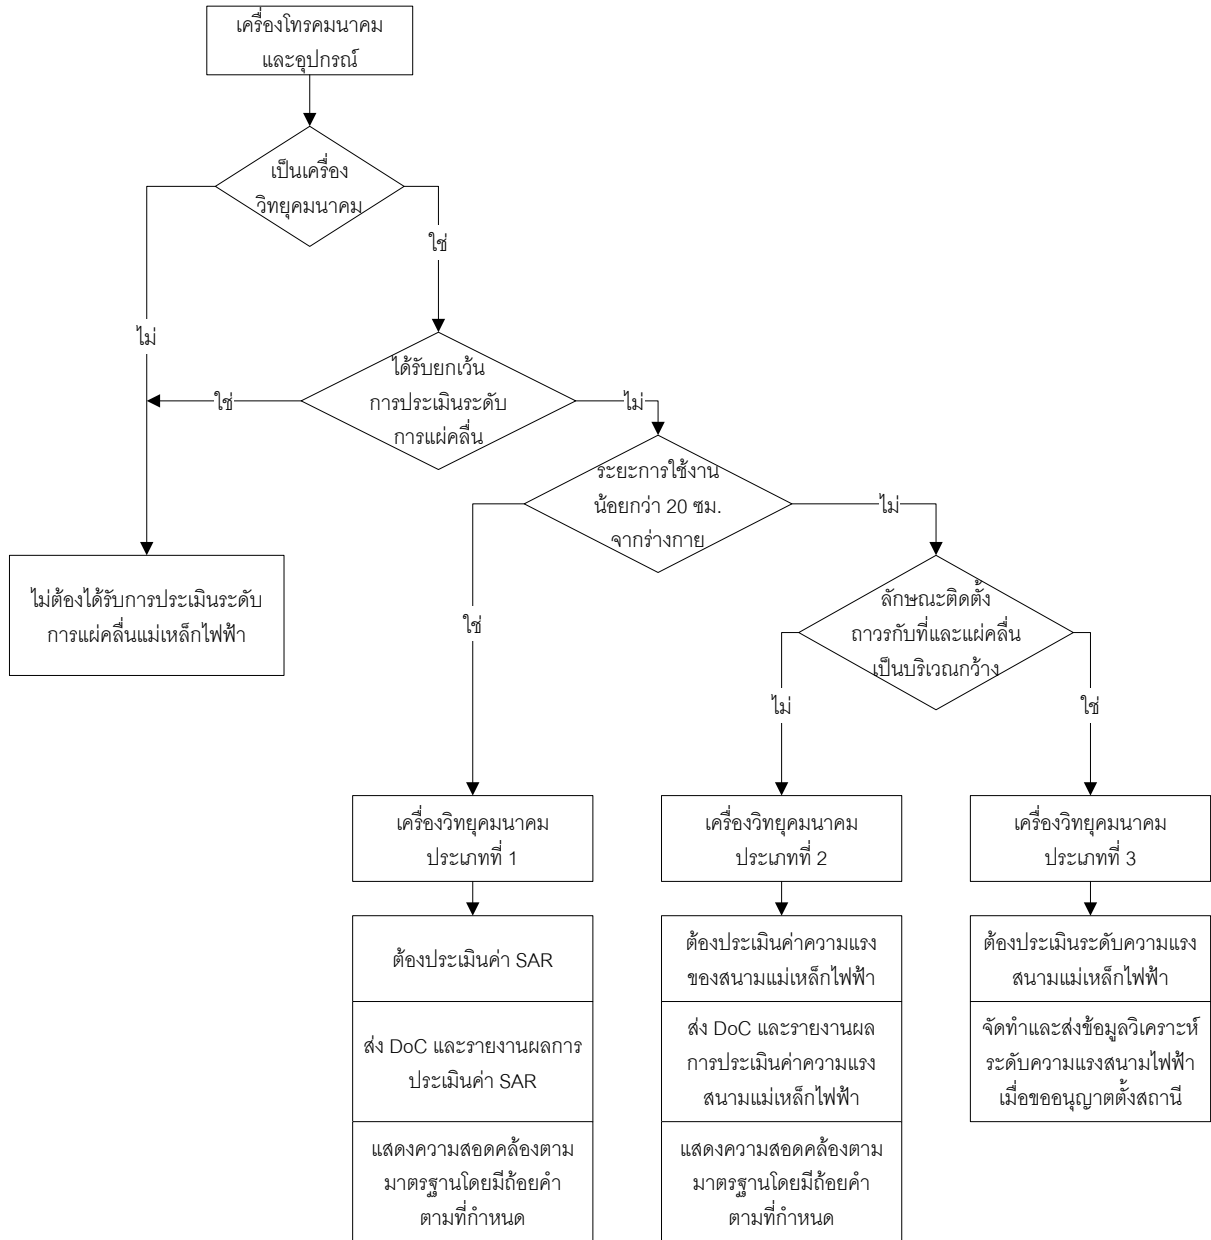 เครื่องโทรคมนาคม
และอุปกรณ์
เป็นเครื่อง
วิทยุคมนาคม
ใช่
ไม่
ได้รับยกเว้น
การประเมินระดับ
การแผ่คลื่น
ใช่
ไม่
ระยะการใช้งาน
น้อยกว่า 20 ซม.
จากร่างกาย
ไม่
ใช่
ไม่ต้องได้รับการประเมินระดับ
การแผ่คลื่นแม่เหล็กไฟฟ้า
ลักษณะติดตั้ง
ถาวรกับที่และแผ่คลื่น
เป็นบริเวณกว้าง
ไม่
ใช่
เครื่องวิทยุคมนาคม
ประเภทที่ 1
เครื่องวิทยุคมนาคม
ประเภทที่ 2
เครื่องวิทยุคมนาคม
ประเภทที่ 3
ต้องประเมินค่า SAR
ส่ง DoC และรายงานผลการ
ประเมินค่า SAR
แสดงความสอดคล้องตาม
มาตรฐานโดยมีถ้อยคำ
ตามที่กำหนด
ต้องประเมินค่าความแรง
ของสนามแม่เหล็กไฟฟ้า
ส่ง DoC และรายงานผล
การประเมินค่าความแรง
สนามแม่เหล็กไฟฟ้า
แสดงความสอดคล้องตาม
มาตรฐานโดยมีถ้อยคำ
ตามที่กำหนด
ต้องประเมินระดับความแรง
สนามแม่เหล็กไฟฟ้า
จัดทำและส่งข้อมูลวิเคราะห์
ระดับความแรงสนามไฟฟ้า
เมื่อขออนุญาตตั้งสถานี